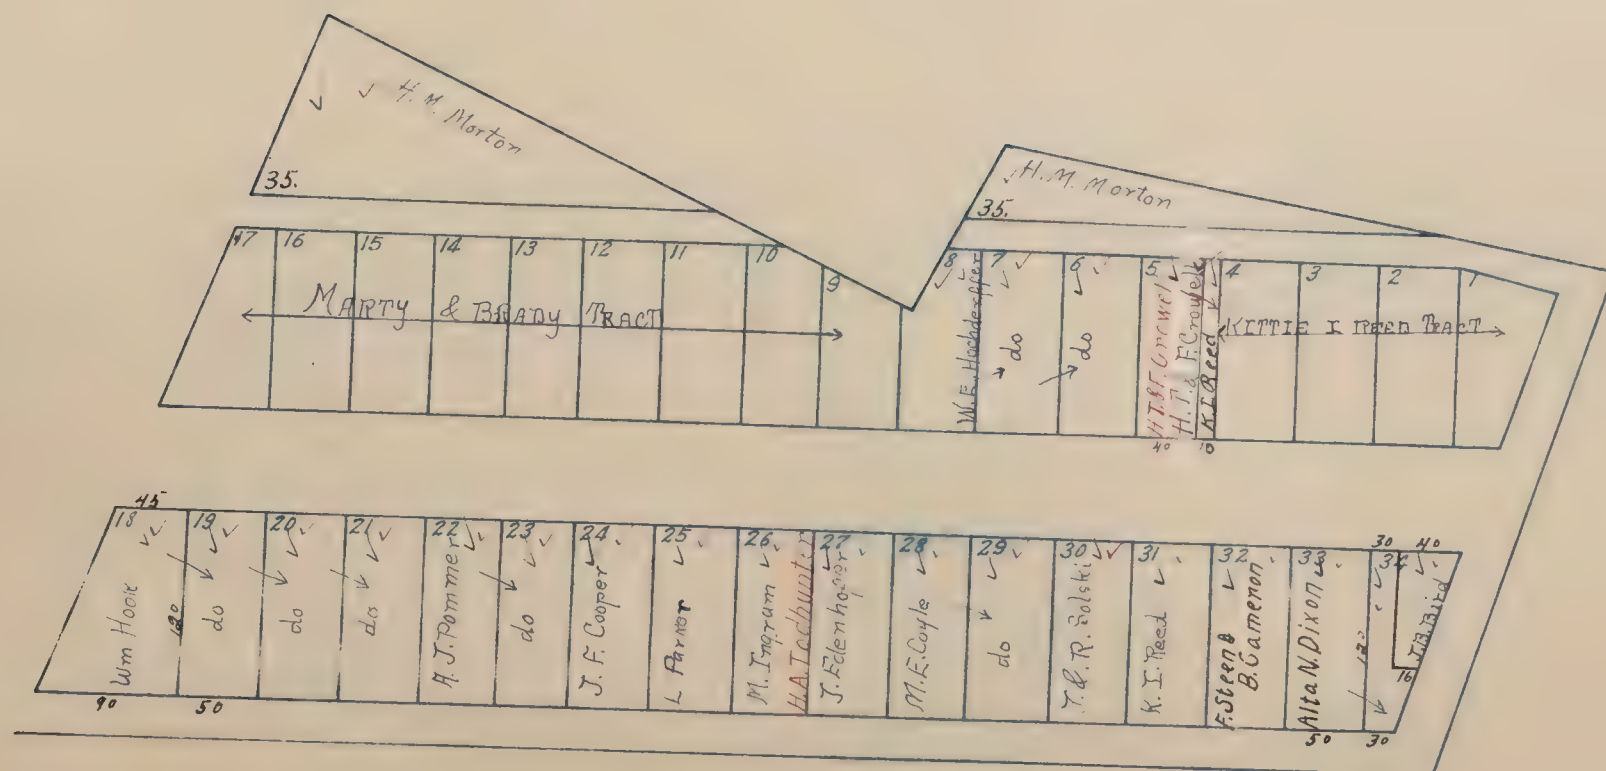 H. M. Morton
35.
H. M. Morton
35.
17 16 15 14 13 12 11 10 9 8 7 6 5 4 3 2 1
MARTY & BRADY TRACT
W.E. Hochderffer
do
do
H.T. & F. Crowel
H.T. & F. Crowel
K.I. Reed
KITTIE I REED TRACT
40 10
45
18 19 20 21 22 23 24 25 26 27 28 29 30 31 32 33 34
30 40
Wm Hook
120
do
do
do
A. J. Pommer
do
J. F. Cooper
L Parker
M. Ingram
H.A. Todhunter
J. Edenhofer
M.E. Coyle
do
T. & R. Solski
K. I. Reed
F. Steen &
B. Cameron
Alta N. Dixon
120
J.B. Bird
16
90 50 50 30